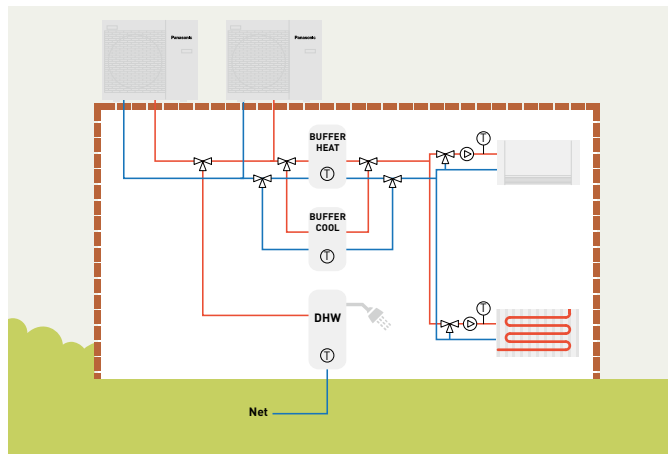 Panasonic
Panasonic
BUFFER
HEAT
T
T
BUFFER
COOL
T
DHW
T
T
Net